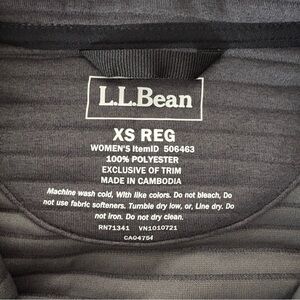 L.L.Bean
XS REG
WOMEN'S ItemID 506463
100% POLYESTER
EXCLUSIVE OF TRIM
MADE IN CAMBODIA
Machine wash cold, With like colors. Do not bleach, Do
not use fabric softeners. Tumble dry low, or, Line dry. Do
not iron. Do not dry clean.
RN71341 VN1010721
CA04754